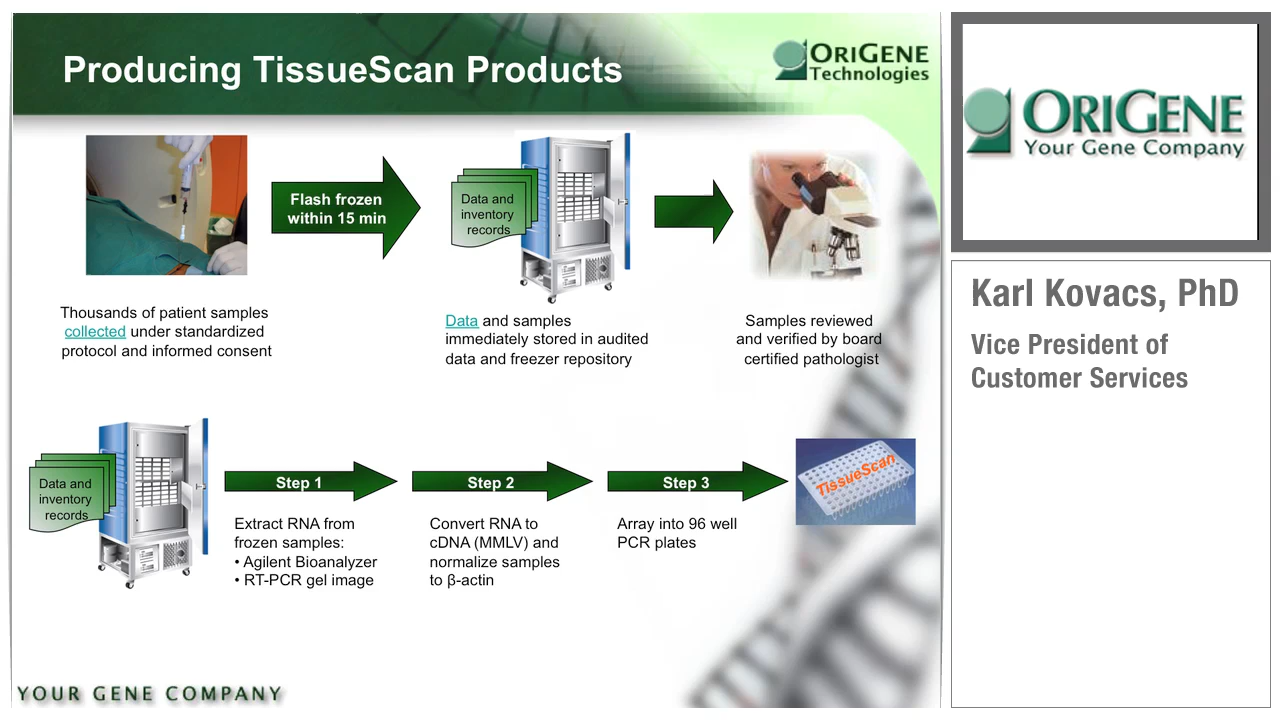 Producing TissueScan Products
ORIGENE
Technologies
Flash frozen
within 15 min
Data and
inventory
records
Thousands of patient samples
collected under standardized
protocol and informed consent
Data and samples
immediately stored in audited
data and freezer repository
Samples reviewed
and verified by board
certified pathologist
Data and
inventory
records
Step 1
Step 2
Step 3
TissueScan
Extract RNA from
frozen samples:
• Agilent Bioanalyzer
• RT-PCR gel image
Convert RNA to
cDNA (MMLV) and
normalize samples
to β-actin
Array into 96 well
PCR plates
YOUR GENE COMPANY
ORIGENE
Your Gene Company
Karl Kovacs, PhD
Vice President of
Customer Services